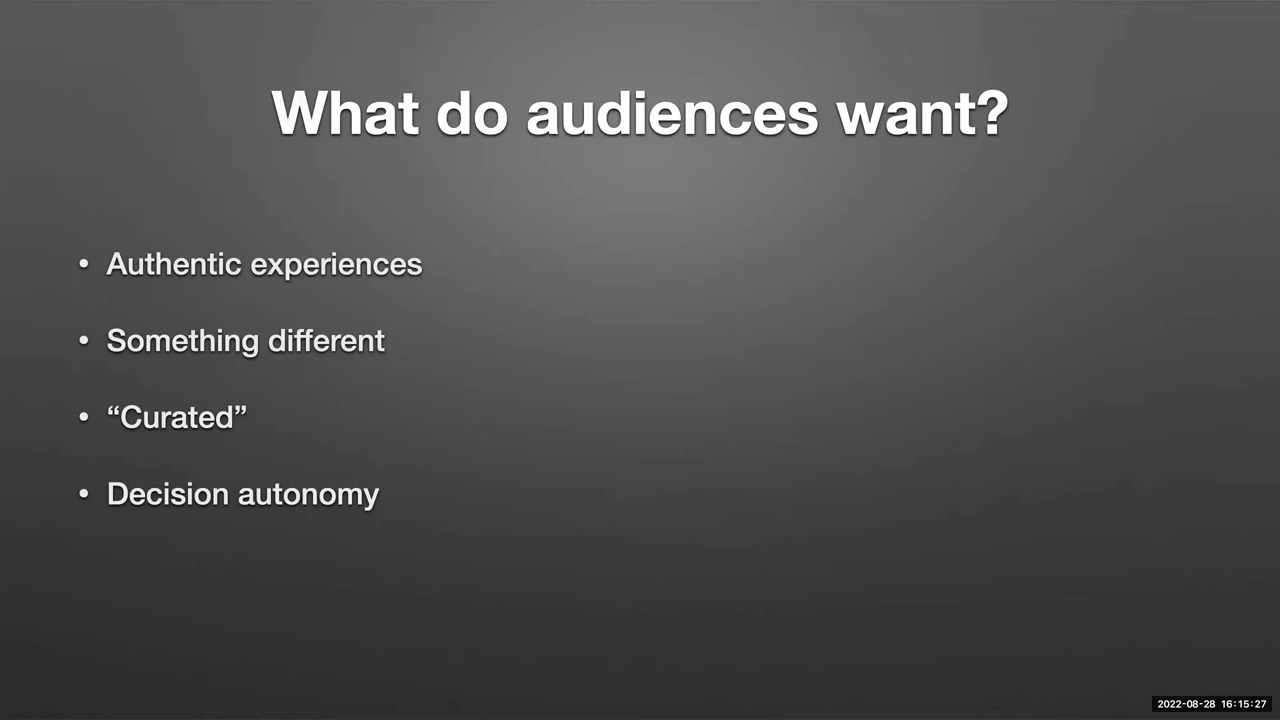 What do audiences want?
• Authentic experiences
• Something different
• “Curated”
• Decision autonomy
2022-08-28 16:15:27